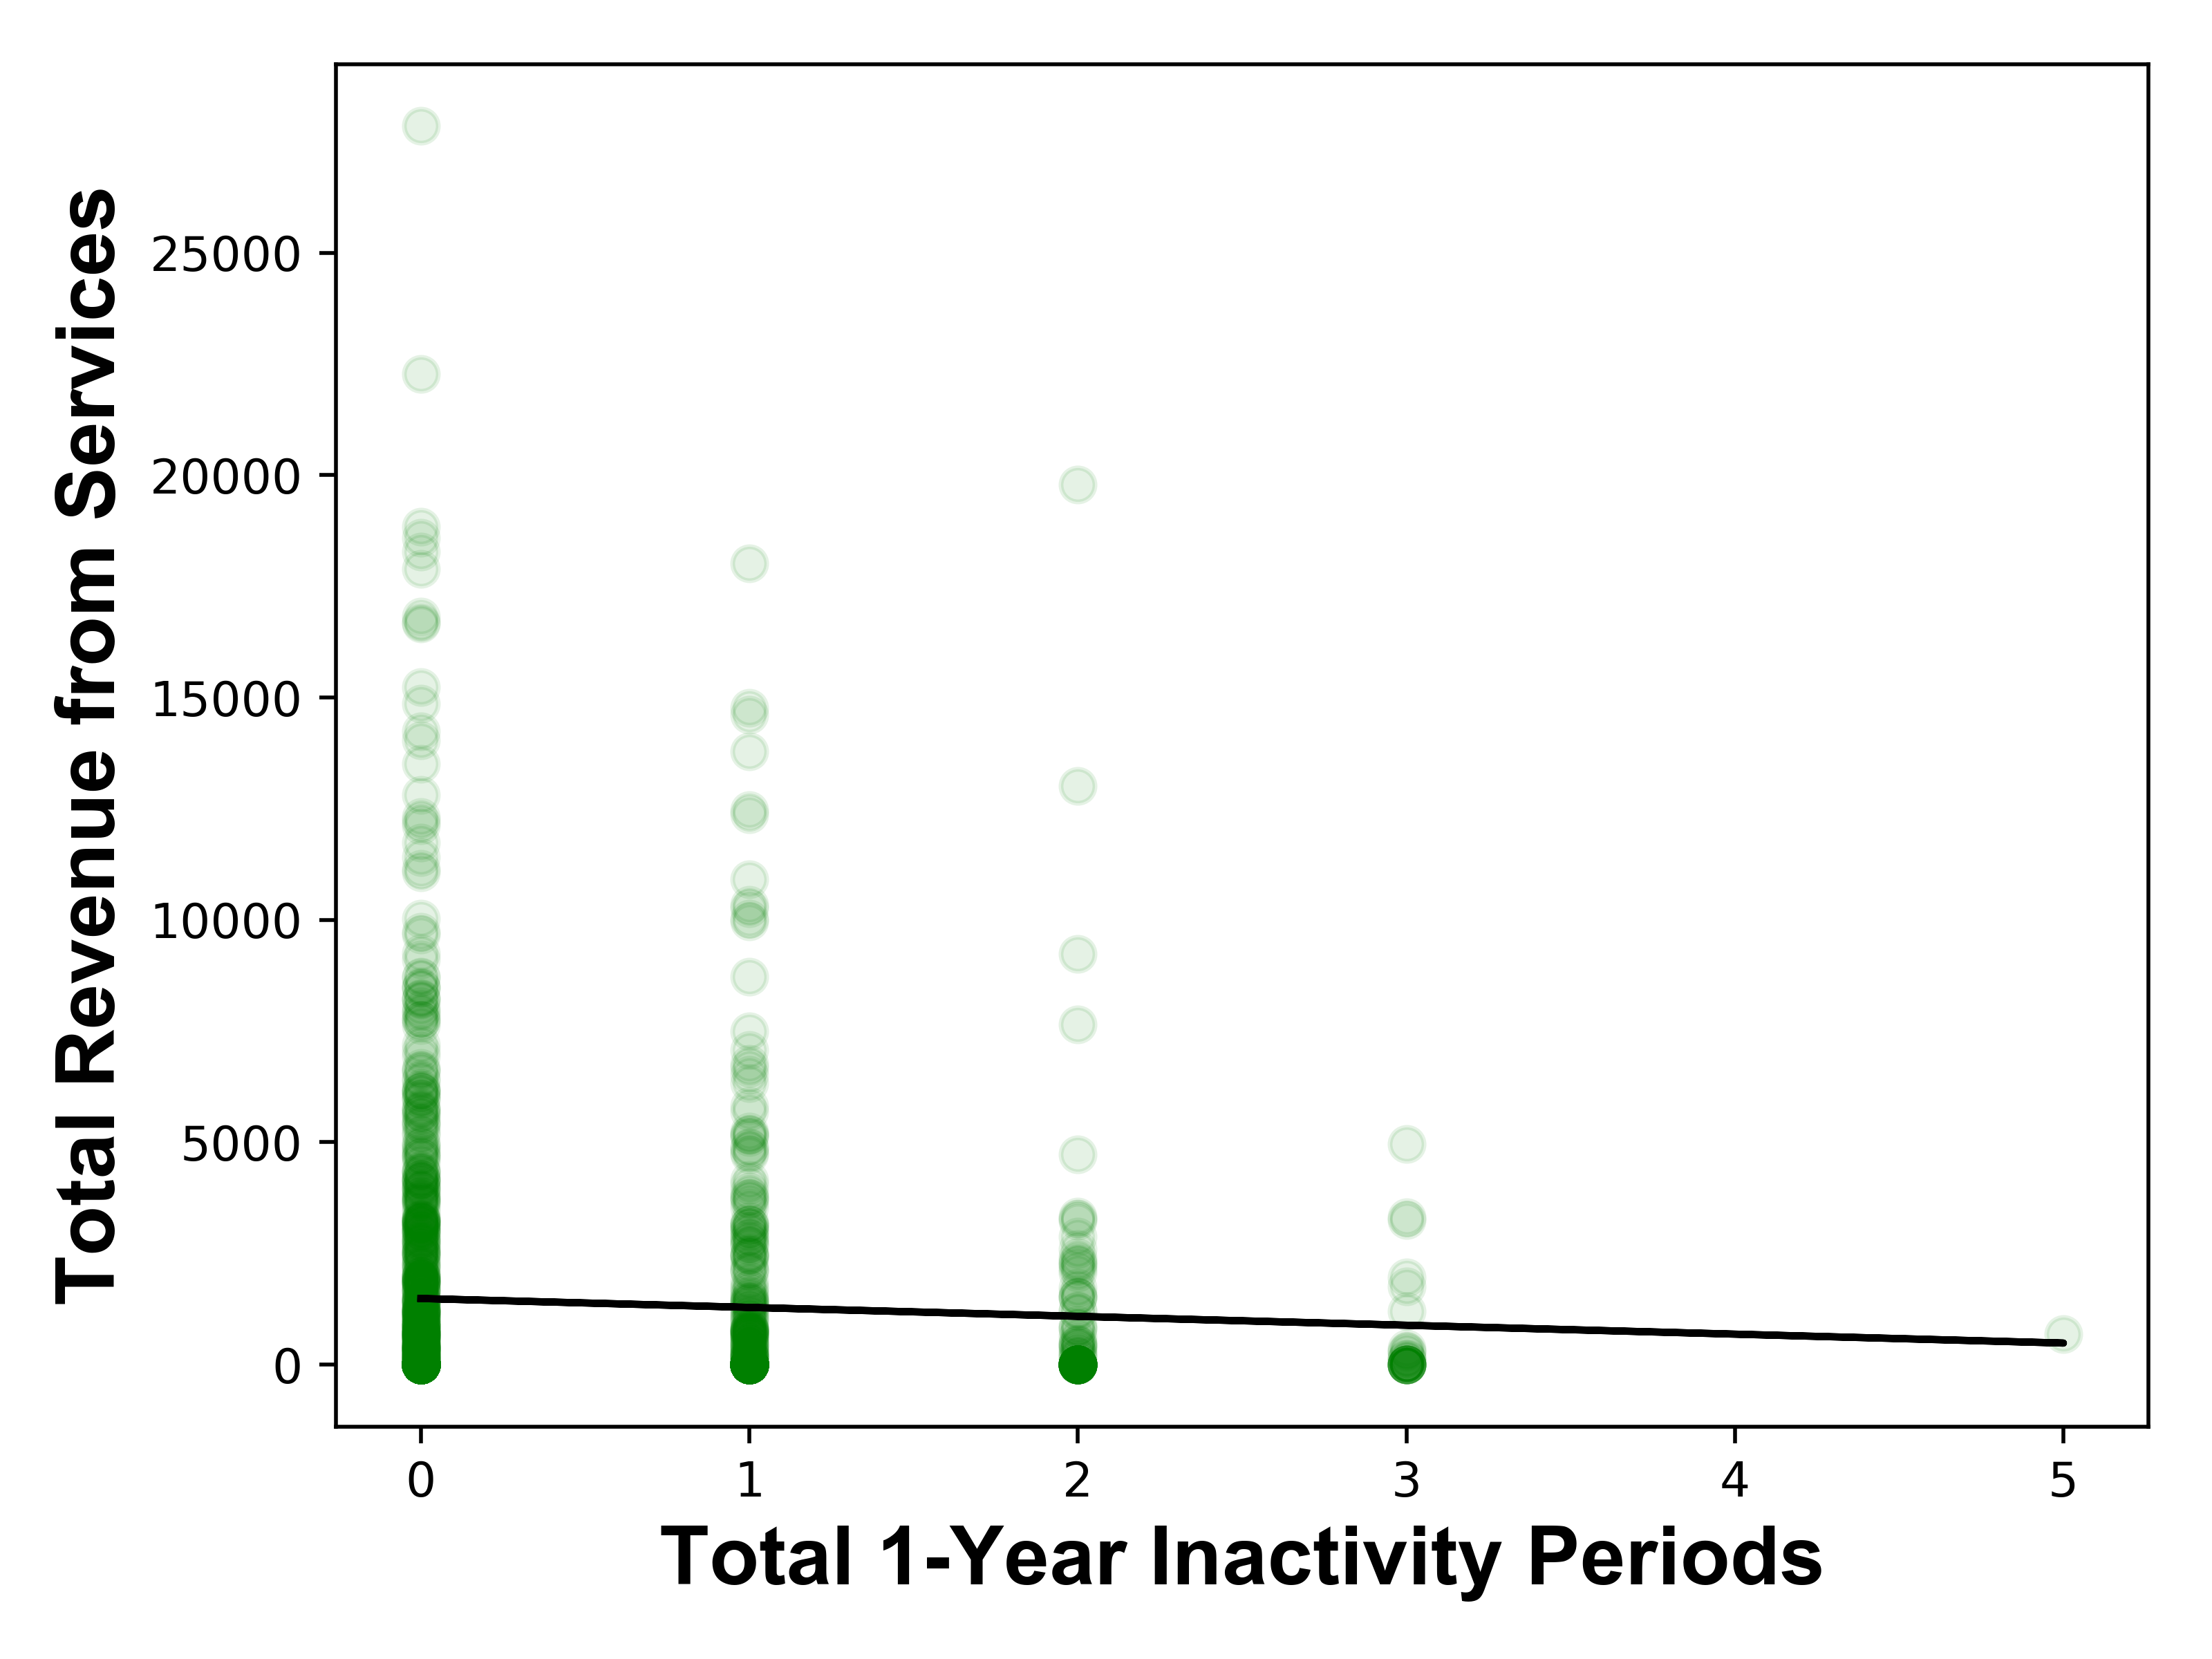 Total Revenue from Services
25000
20000
15000
10000
5000
0
0 1 2 3 4 5
Total 1-Year Inactivity Periods